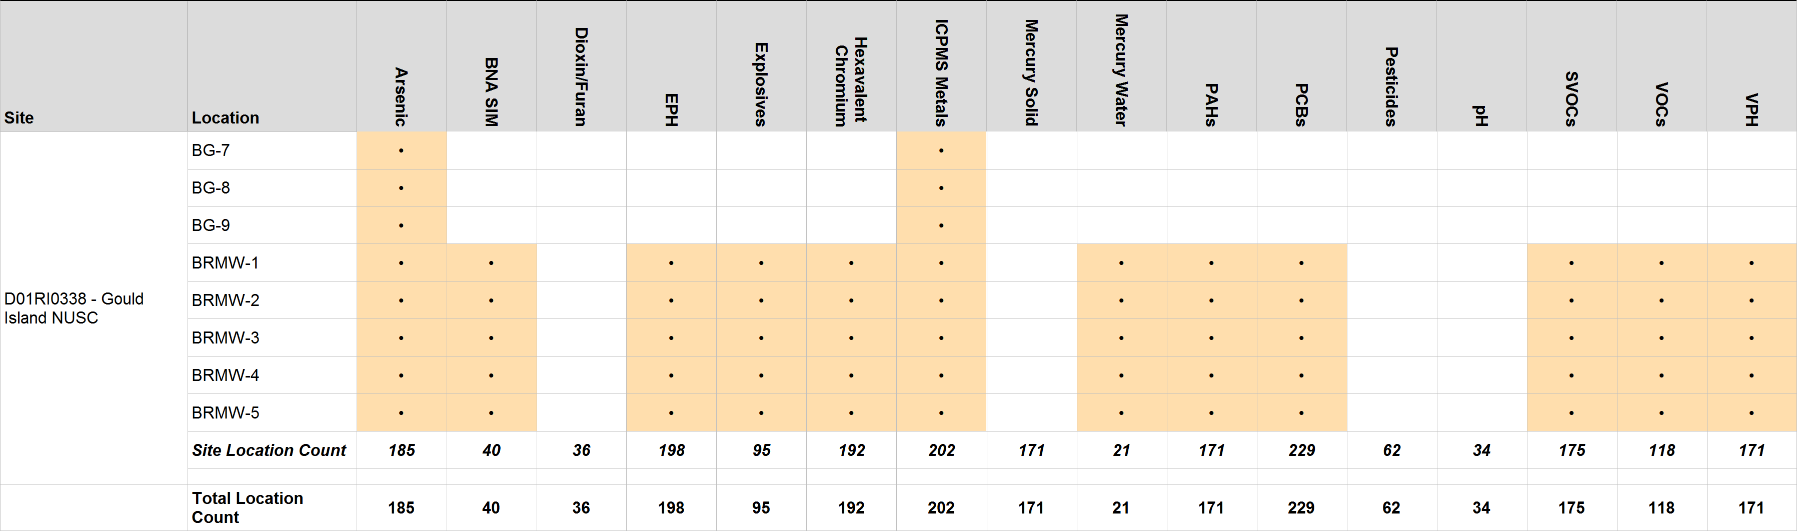 Site Location Arsenic BNA SIM Dioxin/Furan EPH Explosives Hexavalent Chromium ICPMS Metals Mercury Solid Mercury Water PAHs PCBs Pesticides pH SVOCs VOCs VPH
D01RI0338 - Gould
Island NUSC
BG-7 • •
BG-8 • •
BG-9 • •
BRMW-1 • • • • • • • • • • • •
BRMW-2 • • • • • • • • • • • •
BRMW-3 • • • • • • • • • • • •
BRMW-4 • • • • • • • • • • • •
BRMW-5 • • • • • • • • • • • •
Site Location Count 185 40 36 198 95 192 202 171 21 171 229 62 34 175 118 171
Total Location
Count 185 40 36 198 95 192 202 171 21 171 229 62 34 175 118 171